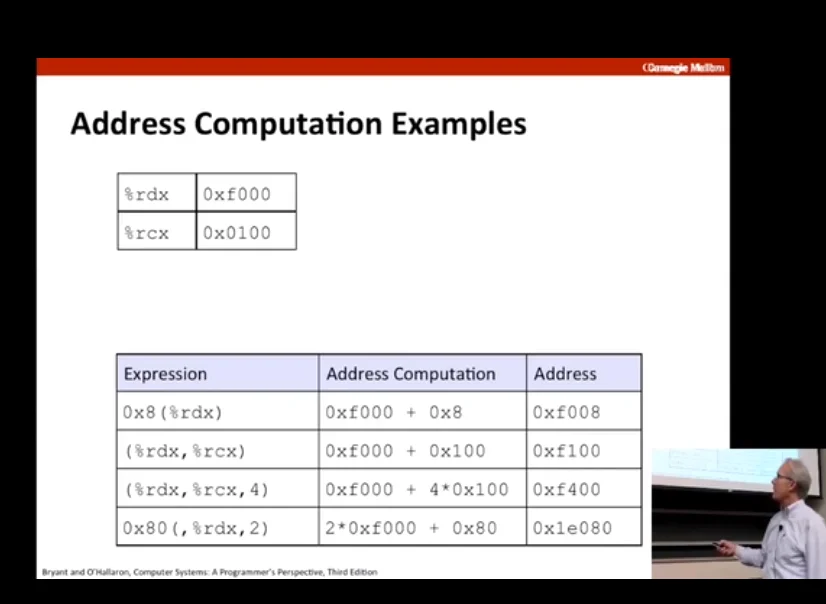 Carnegie Mellon
Address Computation Examples
%rdx 0xf000
%rcx 0x0100
Expression Address Computation Address
0x8(%rdx) 0xf000 + 0x8 0xf008
(%rdx,%rcx) 0xf000 + 0x100 0xf100
(%rdx,%rcx,4) 0xf000 + 4*0x100 0xf400
0x80(,%rdx,2) 2*0xf000 + 0x80 0x1e080
Bryant and O'Hallaron, Computer Systems: A Programmer's Perspective, Third Edition